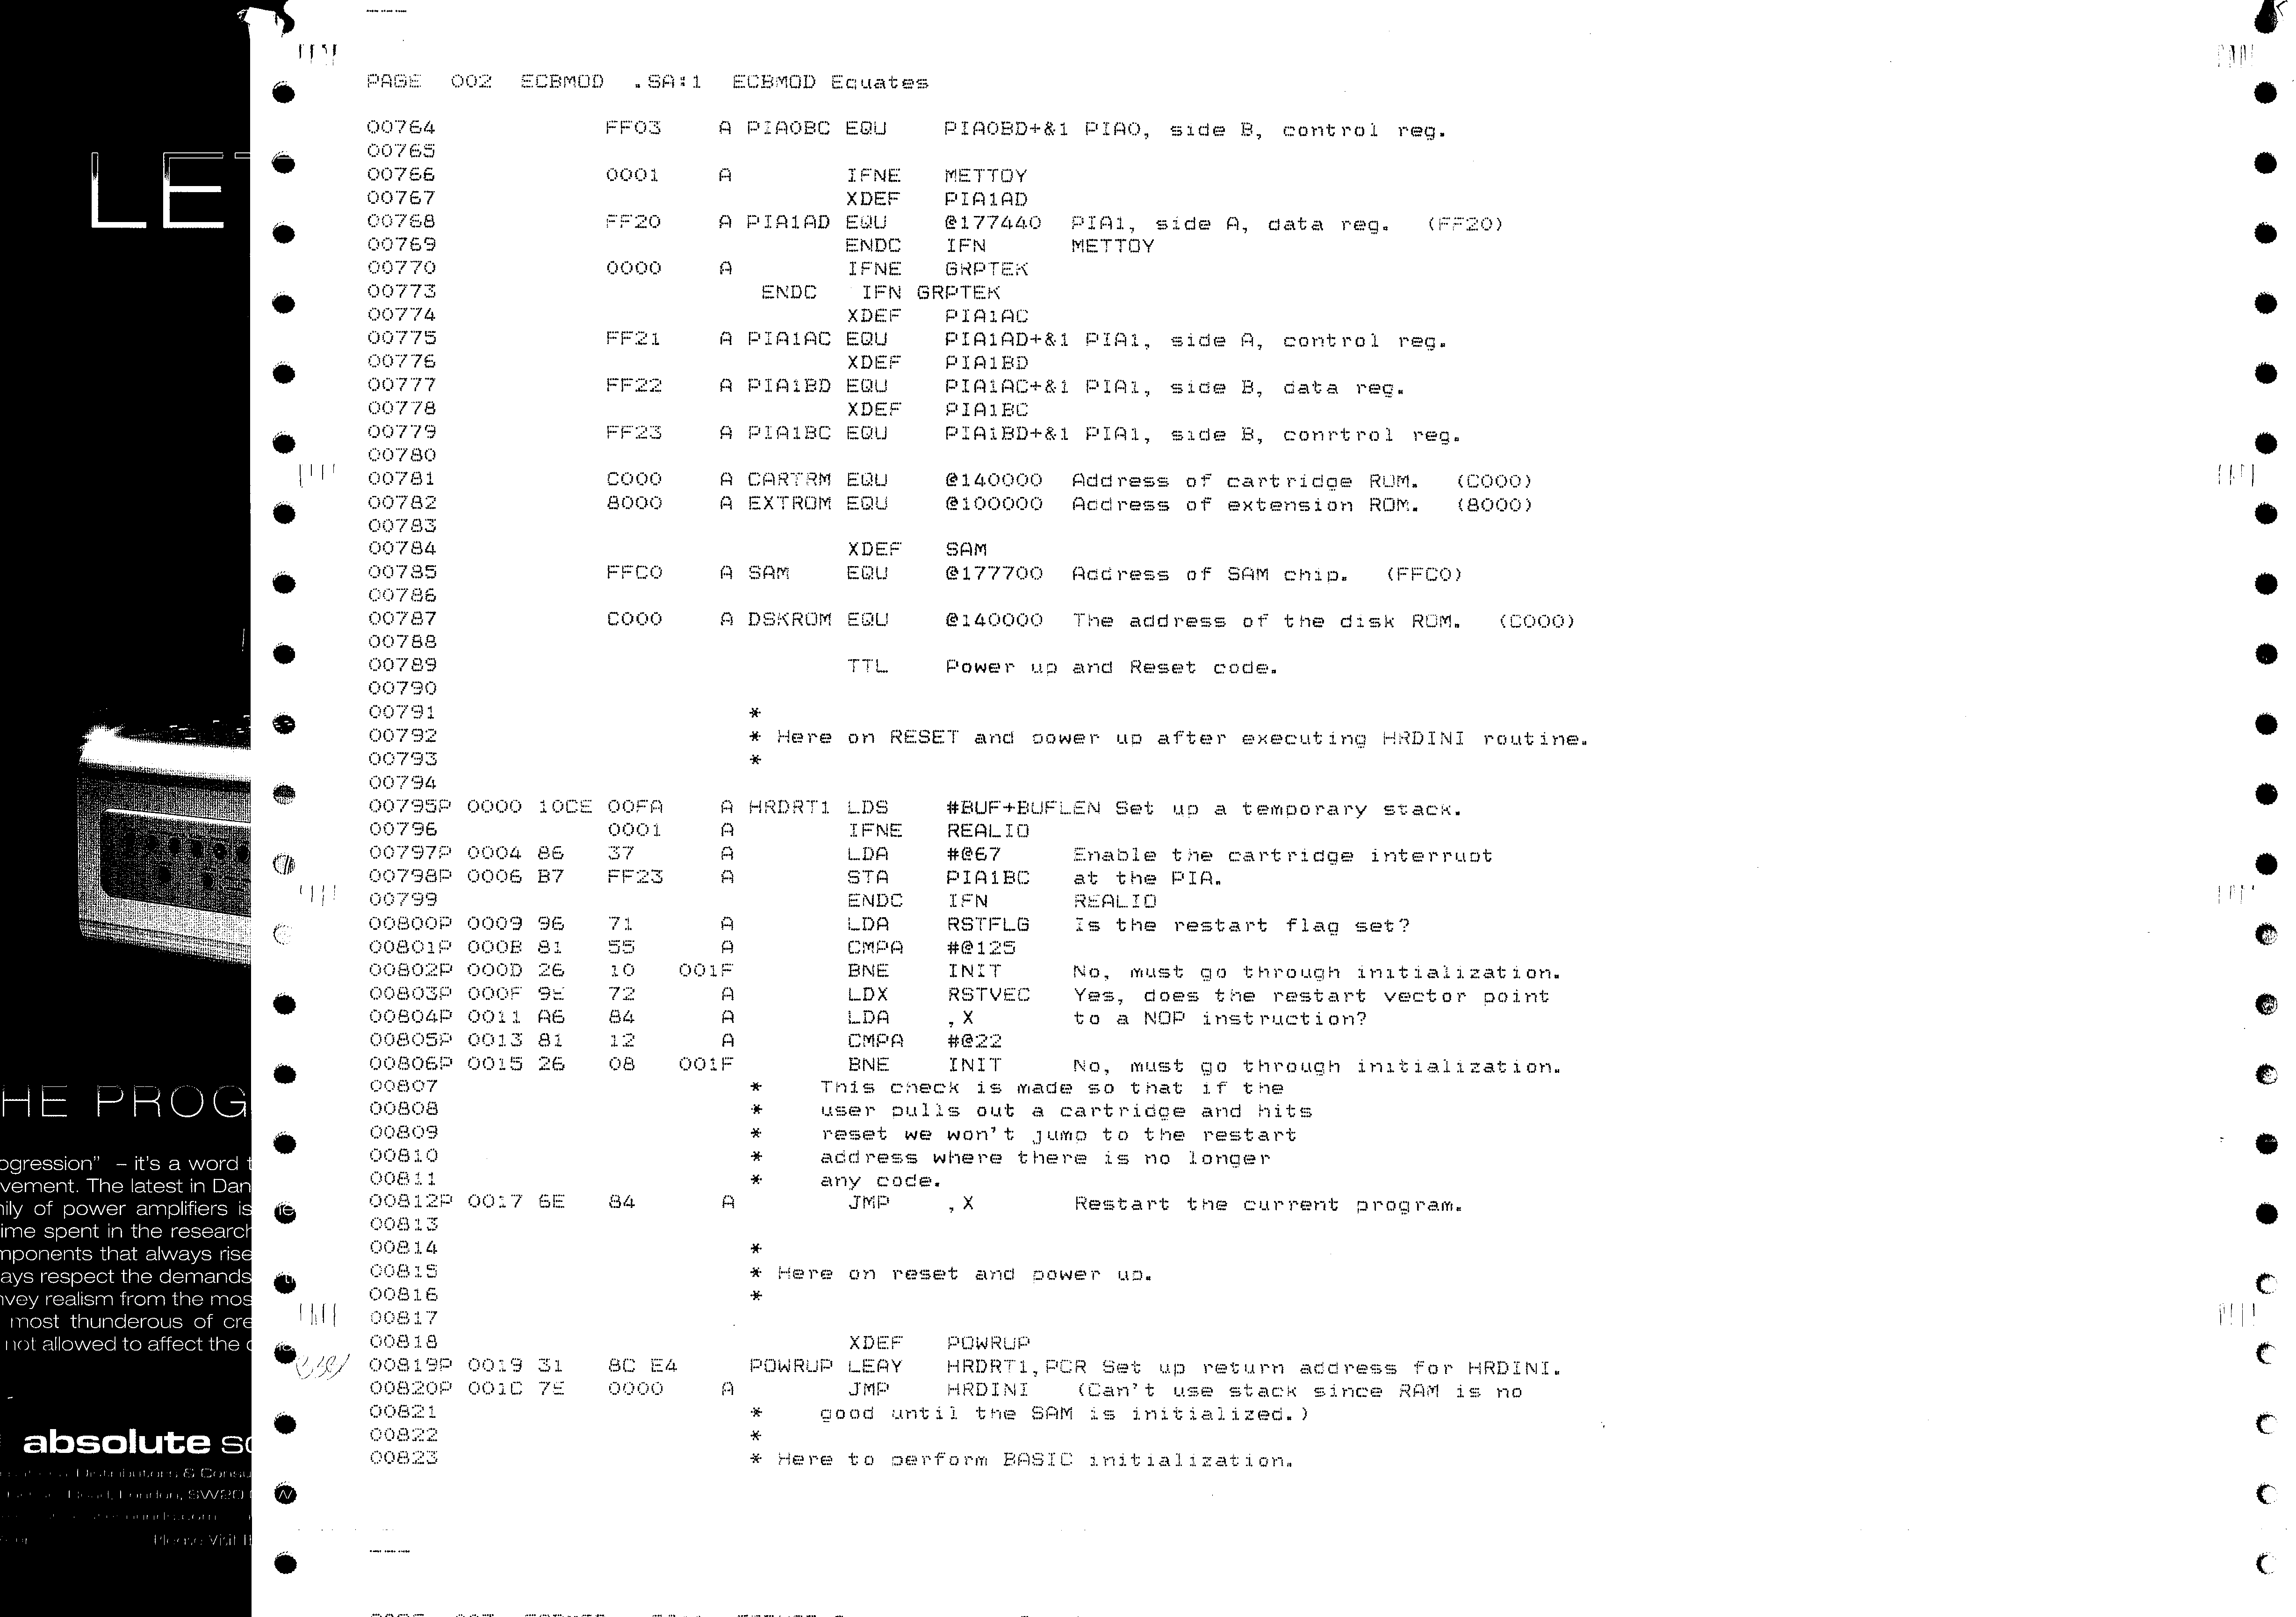 PAGE 002 ECBMOD .SA:1 ECBMOD Equates
00764 FF03 A PIA0BC EQU PIA0BD+&1 PIA0, side B, control reg.
00765
00766 0001 A IFNE METTOY
00767 XDEF PIA1AD
00768 FF20 A PIA1AD EQU @177440 PIA1, side A, data reg. (FF20)
00769 ENDC IFN METTOY
00770 0000 A IFNE GRPTEK
00773 ENDC IFN GRPTEK
00774 XDEF PIA1AC
00775 FF21 A PIA1AC EQU PIA1AD+&1 PIA1, side A, control reg.
00776 XDEF PIA1BD
00777 FF22 A PIA1BD EQU PIA1AC+&1 PIA1, side B, data reg.
00778 XDEF PIA1BC
00779 FF23 A PIA1BC EQU PIA1BD+&1 PIA1, side B, conrtrol reg.
00780
00781 C000 A CARTRM EQU @140000 Address of cartridge ROM. (C000)
00782 8000 A EXTROM EQU @100000 Address of extension ROM. (8000)
00783
00784 XDEF SAM
00785 FFC0 A SAM EQU @177700 Address of SAM chip. (FFC0)
00786
00787 C000 A DSKROM EQU @140000 The address of the disk ROM. (C000)
00788
00789 TTL Power up and Reset code.
00790
00791 *
00792 * Here on RESET and power up after executing HRDINI routine.
00793 *
00794
00795P 0000 10CE 00FA A HRDRT1 LDS #BUF+BUFLEN Set up a temporary stack.
00796 0001 A IFNE REALIO
00797P 0004 86 37 A LDA #@67 Enable the cartridge interrupt
00798P 0006 B7 FF23 A STA PIA1BC at the PIA.
00799 ENDC IFN REALIO
00800P 0009 96 71 A LDA RSTFLG Is the restart flag set?
00801P 000B 81 55 A CMPA #@125
00802P 000D 26 10 001F BNE INIT No, must go through initialization.
00803P 000F 9E 72 A LDX RSTVEC Yes, does the restart vector point
00804P 0011 A6 84 A LDA ,X to a NOP instruction?
00805P 0013 81 12 A CMPA #@22
00806P 0015 26 08 001F BNE INIT No, must go through initialization.
00807 * This check is made so that if the
00808 * user pulls out a cartridge and hits
00809 * reset we won't jump to the restart
00810 * address where there is no longer
00811 * any code.
00812P 0017 6E 84 A JMP ,X Restart the current program.
00813
00814 *
00815 * Here on reset and power up.
00816 *
00817
00818 XDEF POWRUP
00819P 0019 31 8C E4 POWRUP LEAY HRDRT1,PCR Set up return address for HRDINI.
00820P 001C 7E 0000 A JMP HRDINI (Can't use stack since RAM is no
00821 * good until the SAM is initialized.)
00822 *
00823 * Here to perform BASIC initialization.
LET
HE PROG
ogression" – it's a word t
vement. The latest in Dan
nily of power amplifiers is
ime spent in the research
mponents that always rise
ays respect the demands
nvey realism from the mos
most thunderous of cre
not allowed to affect the
absolute so
Distributions & Consu
Road, London, SW20
Please Visit